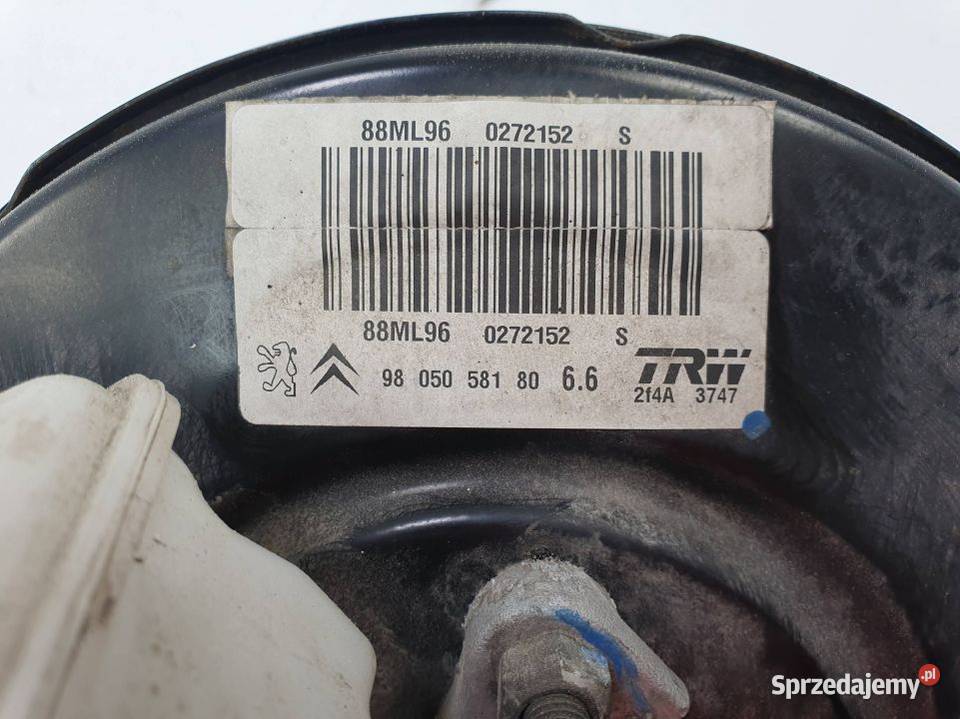 88ML96 0272152 S
88ML96 0272152 S
98 050 581 80 6.6
TRW
2f4A 3747
Sprzedajemy.pl